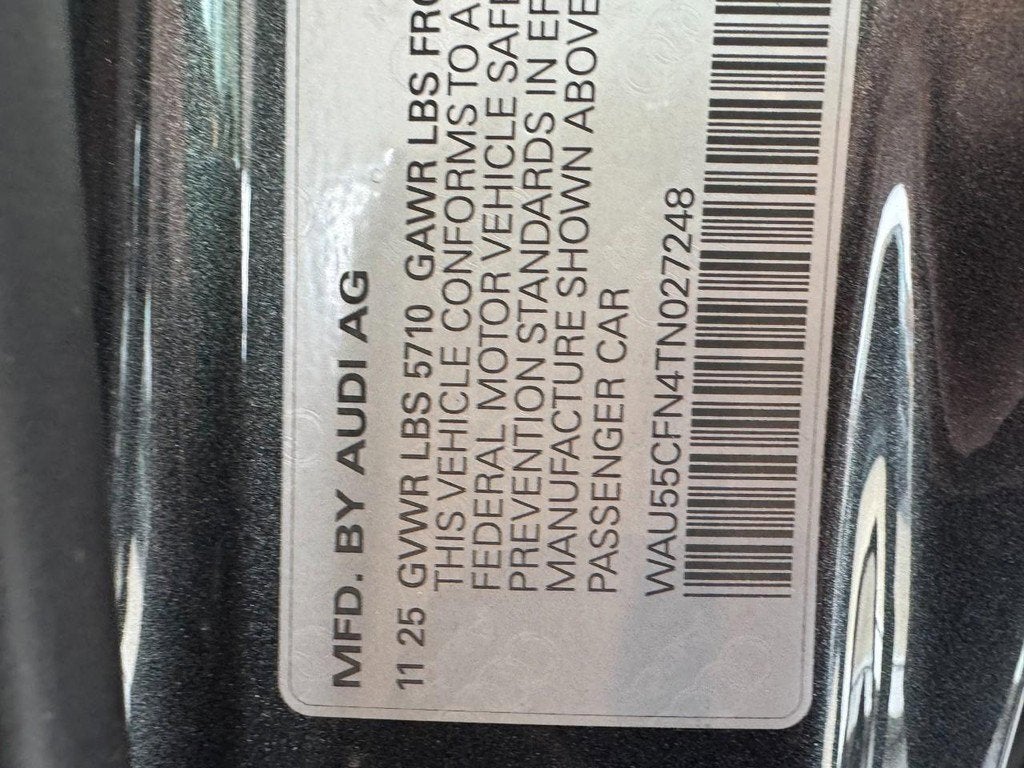 MFD. BY AUDI AG
11 25 GVWR LBS 5710 GAWR LBS
THIS VEHICLE CONFORMS TO
FEDERAL MOTOR VEHICLE
PREVENTION STANDARDS IN
MANUFACTURE SHOWN ABOVE
PASSENGER CAR
WAU55CFN4TN027248